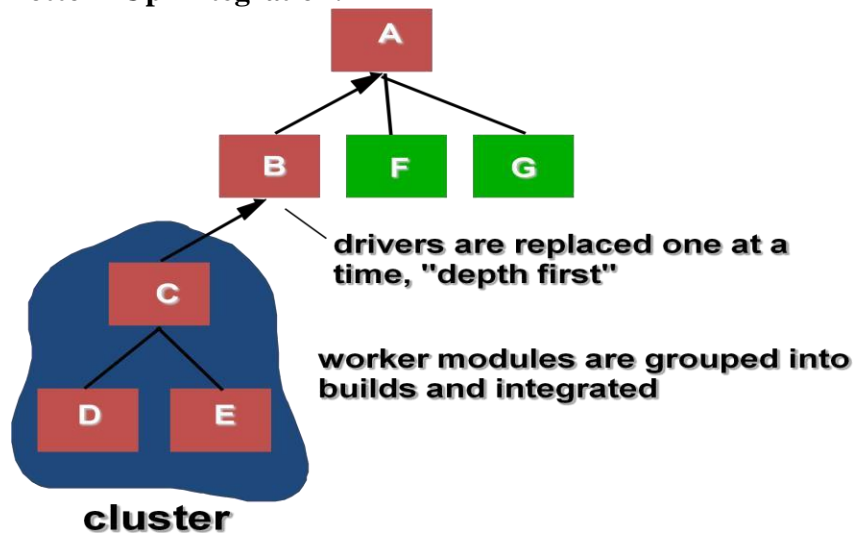 A
B
F
G
drivers are replaced one at a
time, "depth first"
C
worker modules are grouped into
builds and integrated
D
E
cluster